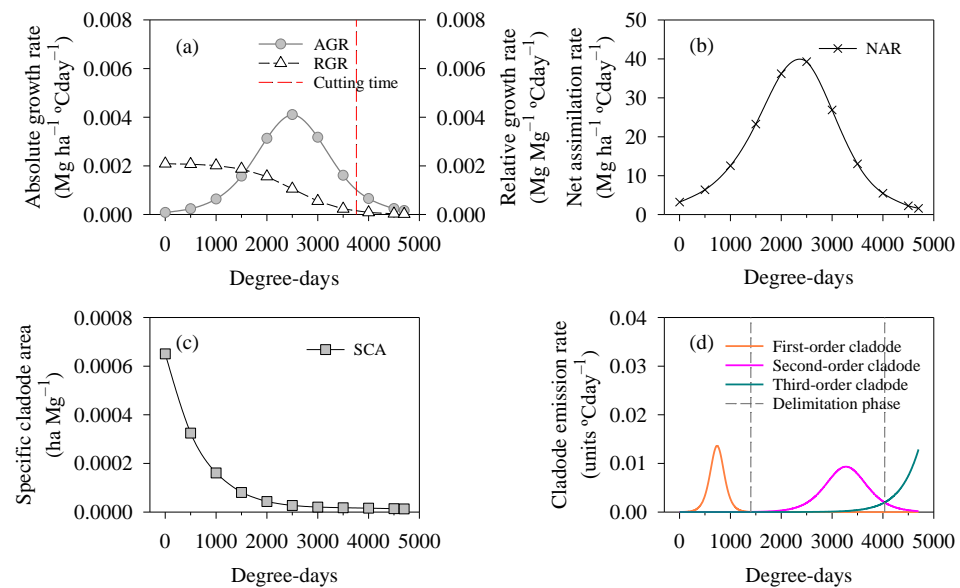 (a)
AGR
RGR
Cutting time
Absolute growth rate
(Mg ha⁻¹ ºCday⁻¹)
0.008
0.006
0.004
0.002
0.000
0.008
0.006
0.004
0.002
0.000
Relative growth rate
(Mg Mg⁻¹ ºCday⁻¹)
0 1000 2000 3000 4000 5000
Degree-days
(b)
NAR
Net assimilation rate
(Mg ha⁻¹ ºCday⁻¹)
50
40
30
20
10
0
0 1000 2000 3000 4000 5000
Degree-days
(c)
SCA
Specific cladode area
(ha Mg⁻¹)
0.0008
0.0006
0.0004
0.0002
0.0000
0 1000 2000 3000 4000 5000
Degree-days
(d)
First-order cladode
Second-order cladode
Third-order cladode
Delimitation phase
Cladode emission rate
(units ºCday⁻¹)
0.04
0.03
0.02
0.01
0.00
0 1000 2000 3000 4000 5000
Degree-days